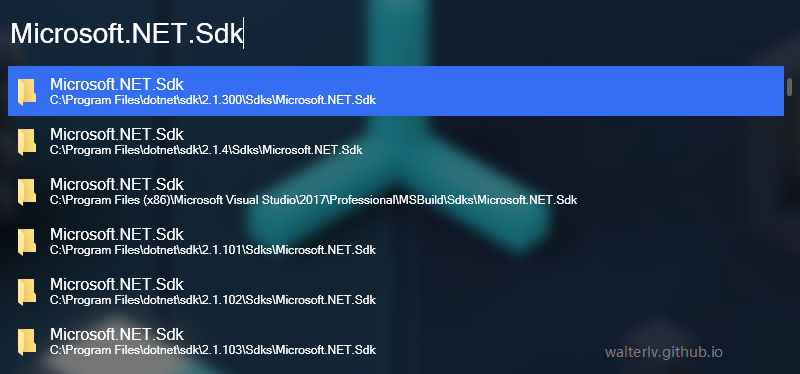 Microsoft.NET.Sdk
Microsoft.NET.Sdk
C:\Program Files\dotnet\sdk\2.1.300\Sdks\Microsoft.NET.Sdk
Microsoft.NET.Sdk
C:\Program Files\dotnet\sdk\2.1.4\Sdks\Microsoft.NET.Sdk
Microsoft.NET.Sdk
C:\Program Files (x86)\Microsoft Visual Studio\2017\Professional\MSBuild\Sdks\Microsoft.NET.Sdk
Microsoft.NET.Sdk
C:\Program Files\dotnet\sdk\2.1.101\Sdks\Microsoft.NET.Sdk
Microsoft.NET.Sdk
C:\Program Files\dotnet\sdk\2.1.102\Sdks\Microsoft.NET.Sdk
Microsoft.NET.Sdk
C:\Program Files\dotnet\sdk\2.1.103\Sdks\Microsoft.NET.Sdk
walterlv.github.io